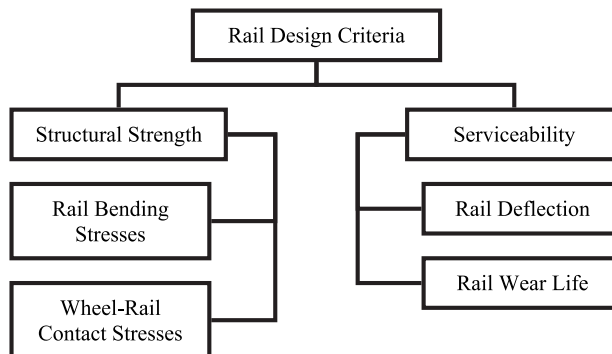 Rail Design Criteria
Structural Strength
Rail Bending
Stresses
Wheel-Rail
Contact Stresses
Serviceability
Rail Deflection
Rail Wear Life